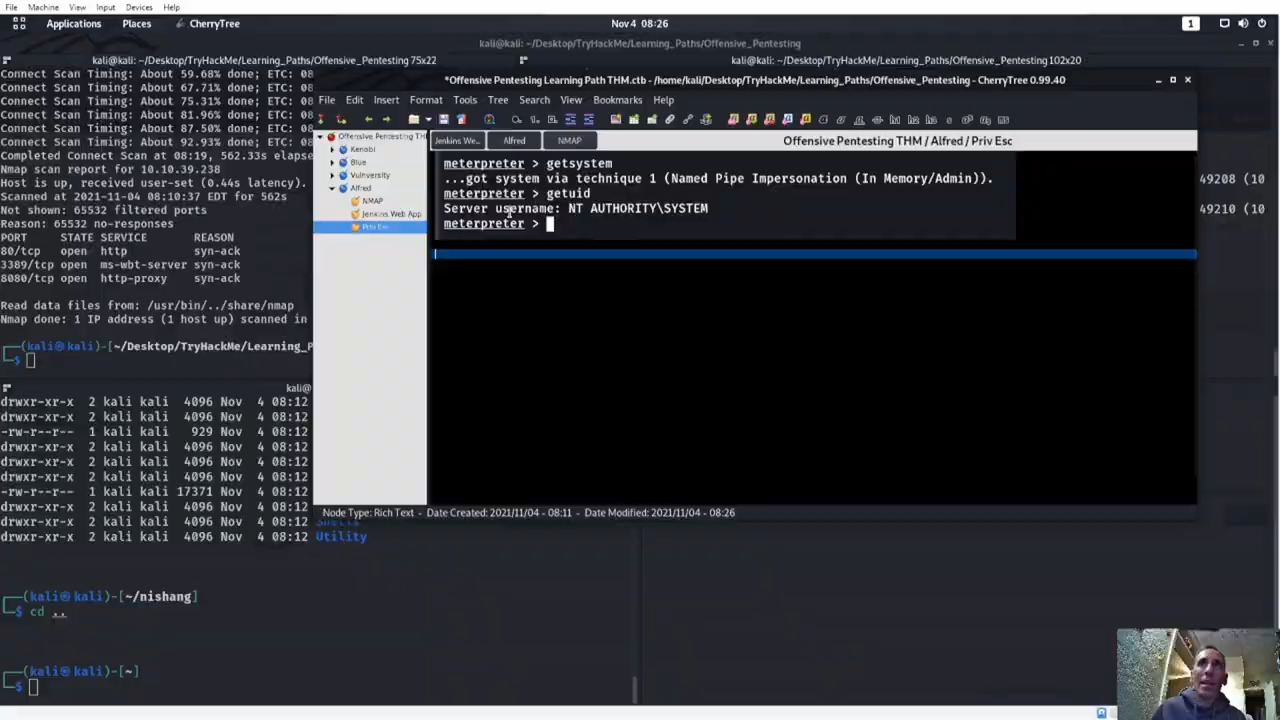 File Machine View Input Devices Help
Applications Places CherryTree Nov 4 08:26 1
kali@kali: ~/Desktop/TryHackMe/Learning_Paths/Offensive_Pentesting
kali@kali: ~/Desktop/TryHackMe/Learning_Paths/Offensive_Pentesting 75x22
kali@kali: ~/Desktop/TryHackMe/Learning_Paths/Offensive_Pentesting 102x20
Connect Scan Timing: About 59.68% done; ETC: 08
Connect Scan Timing: About 67.71% done; ETC: 08
Connect Scan Timing: About 75.31% done; ETC: 08
Connect Scan Timing: About 81.96% done; ETC: 08
Connect Scan Timing: About 87.50% done; ETC: 08
Connect Scan Timing: About 92.93% done; ETC: 08
Completed Connect Scan at 08:19, 562.33s elapse
Nmap scan report for 10.10.39.238
Host is up, received user-set (0.44s latency).
Scanned at 2021-11-04 08:10:37 EDT for 562s
Not shown: 65532 filtered ports
Reason: 65532 no-responses
PORT STATE SERVICE REASON
80/tcp open http syn-ack
3389/tcp open ms-wbt-server syn-ack
8080/tcp open http-proxy syn-ack
Read data files from: /usr/bin/../share/nmap
Nmap done: 1 IP address (1 host up) scanned in
(kali㉿kali)-[~/Desktop/TryHackMe/Learning_P
$
*Offensive Pentesting Learning Path THM.ctb - /home/kali/Desktop/TryHackMe/Learning_Paths/Offensive_Pentesting - CherryTree 0.99.40
File Edit Insert Format Tools Tree Search View Bookmarks Help
Offensive Pentesting TH
Kenobi
Blue
Vulnversity
Alfred
NMAP
Jenkins Web App
Priv Esc
Jenkins We... Alfred NMAP
Offensive Pentesting THM / Alfred / Priv Esc
meterpreter > getsystem
...got system via technique 1 (Named Pipe Impersonation (In Memory/Admin)).
meterpreter > getuid
Server username: NT AUTHORITY\SYSTEM
meterpreter >
49208 (10
49210 (10
Node Type: Rich Text - Date Created: 2021/11/04 - 08:11 - Date Modified: 2021/11/04 - 08:26
kali@
drwxr-xr-x 2 kali kali 4096 Nov 4 08:12
drwxr-xr-x 2 kali kali 4096 Nov 4 08:12
-rw-r--r-- 1 kali kali 929 Nov 4 08:12
drwxr-xr-x 2 kali kali 4096 Nov 4 08:12
drwxr-xr-x 2 kali kali 4096 Nov 4 08:12
drwxr-xr-x 2 kali kali 4096 Nov 4 08:12
-rw-r--r-- 1 kali kali 17371 Nov 4 08:12
drwxr-xr-x 2 kali kali 4096 Nov 4 08:12
drwxr-xr-x 2 kali kali 4096 Nov 4 08:12 Shells
drwxr-xr-x 2 kali kali 4096 Nov 4 08:12 Utility
(kali㉿kali)-[~/nishang]
$ cd ..
(kali㉿kali)-[~]
$